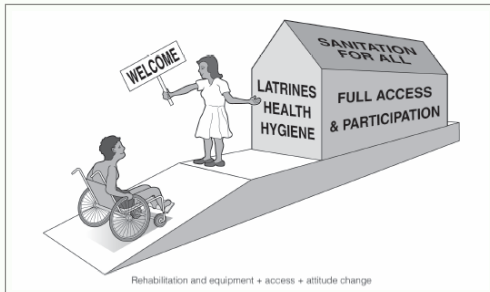 WELCOME
SANITATION
FOR ALL
LATRINES
HEALTH
HYGIENE
FULL ACCESS
& PARTICIPATION
Rehabilitation and equipment + access + attitude change